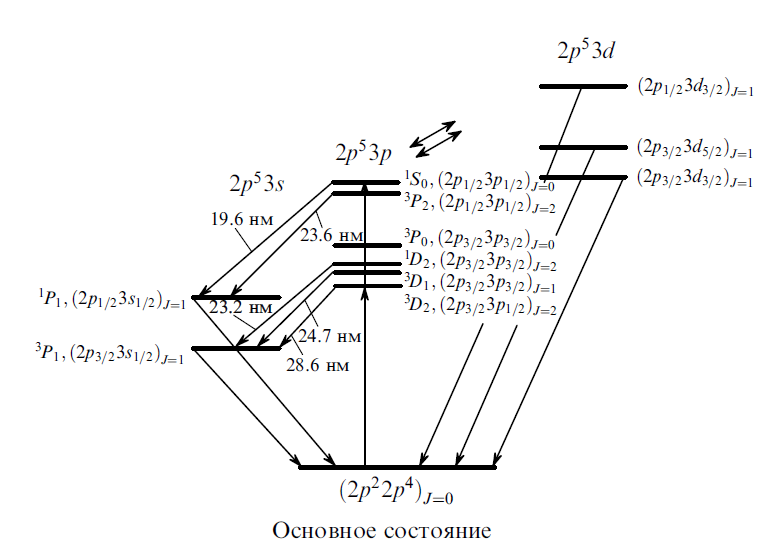 2p⁵3d
(2p₁/₂3d₃/₂)J=1
2p⁵3p
(2p₃/₂3d₅/₂)J=1
2p⁵3s
¹S₀, (2p₁/₂3p₁/₂)J=0
(2p₃/₂3d₃/₂)J=1
³P₂, (2p₁/₂3p₁/₂)J=2
19.6 нм
23.6 нм
³P₀, (2p₃/₂3p₃/₂)J=0
¹D₂, (2p₃/₂3p₃/₂)J=2
³D₁, (2p₃/₂3p₃/₂)J=1
¹P₁, (2p₁/₂3s₁/₂)J=1
23.2 нм
³D₂, (2p₃/₂3p₁/₂)J=2
24.7 нм
³P₁, (2p₃/₂3s₁/₂)J=1
28.6 нм
(2p²2p⁴)J=0
Основное состояние